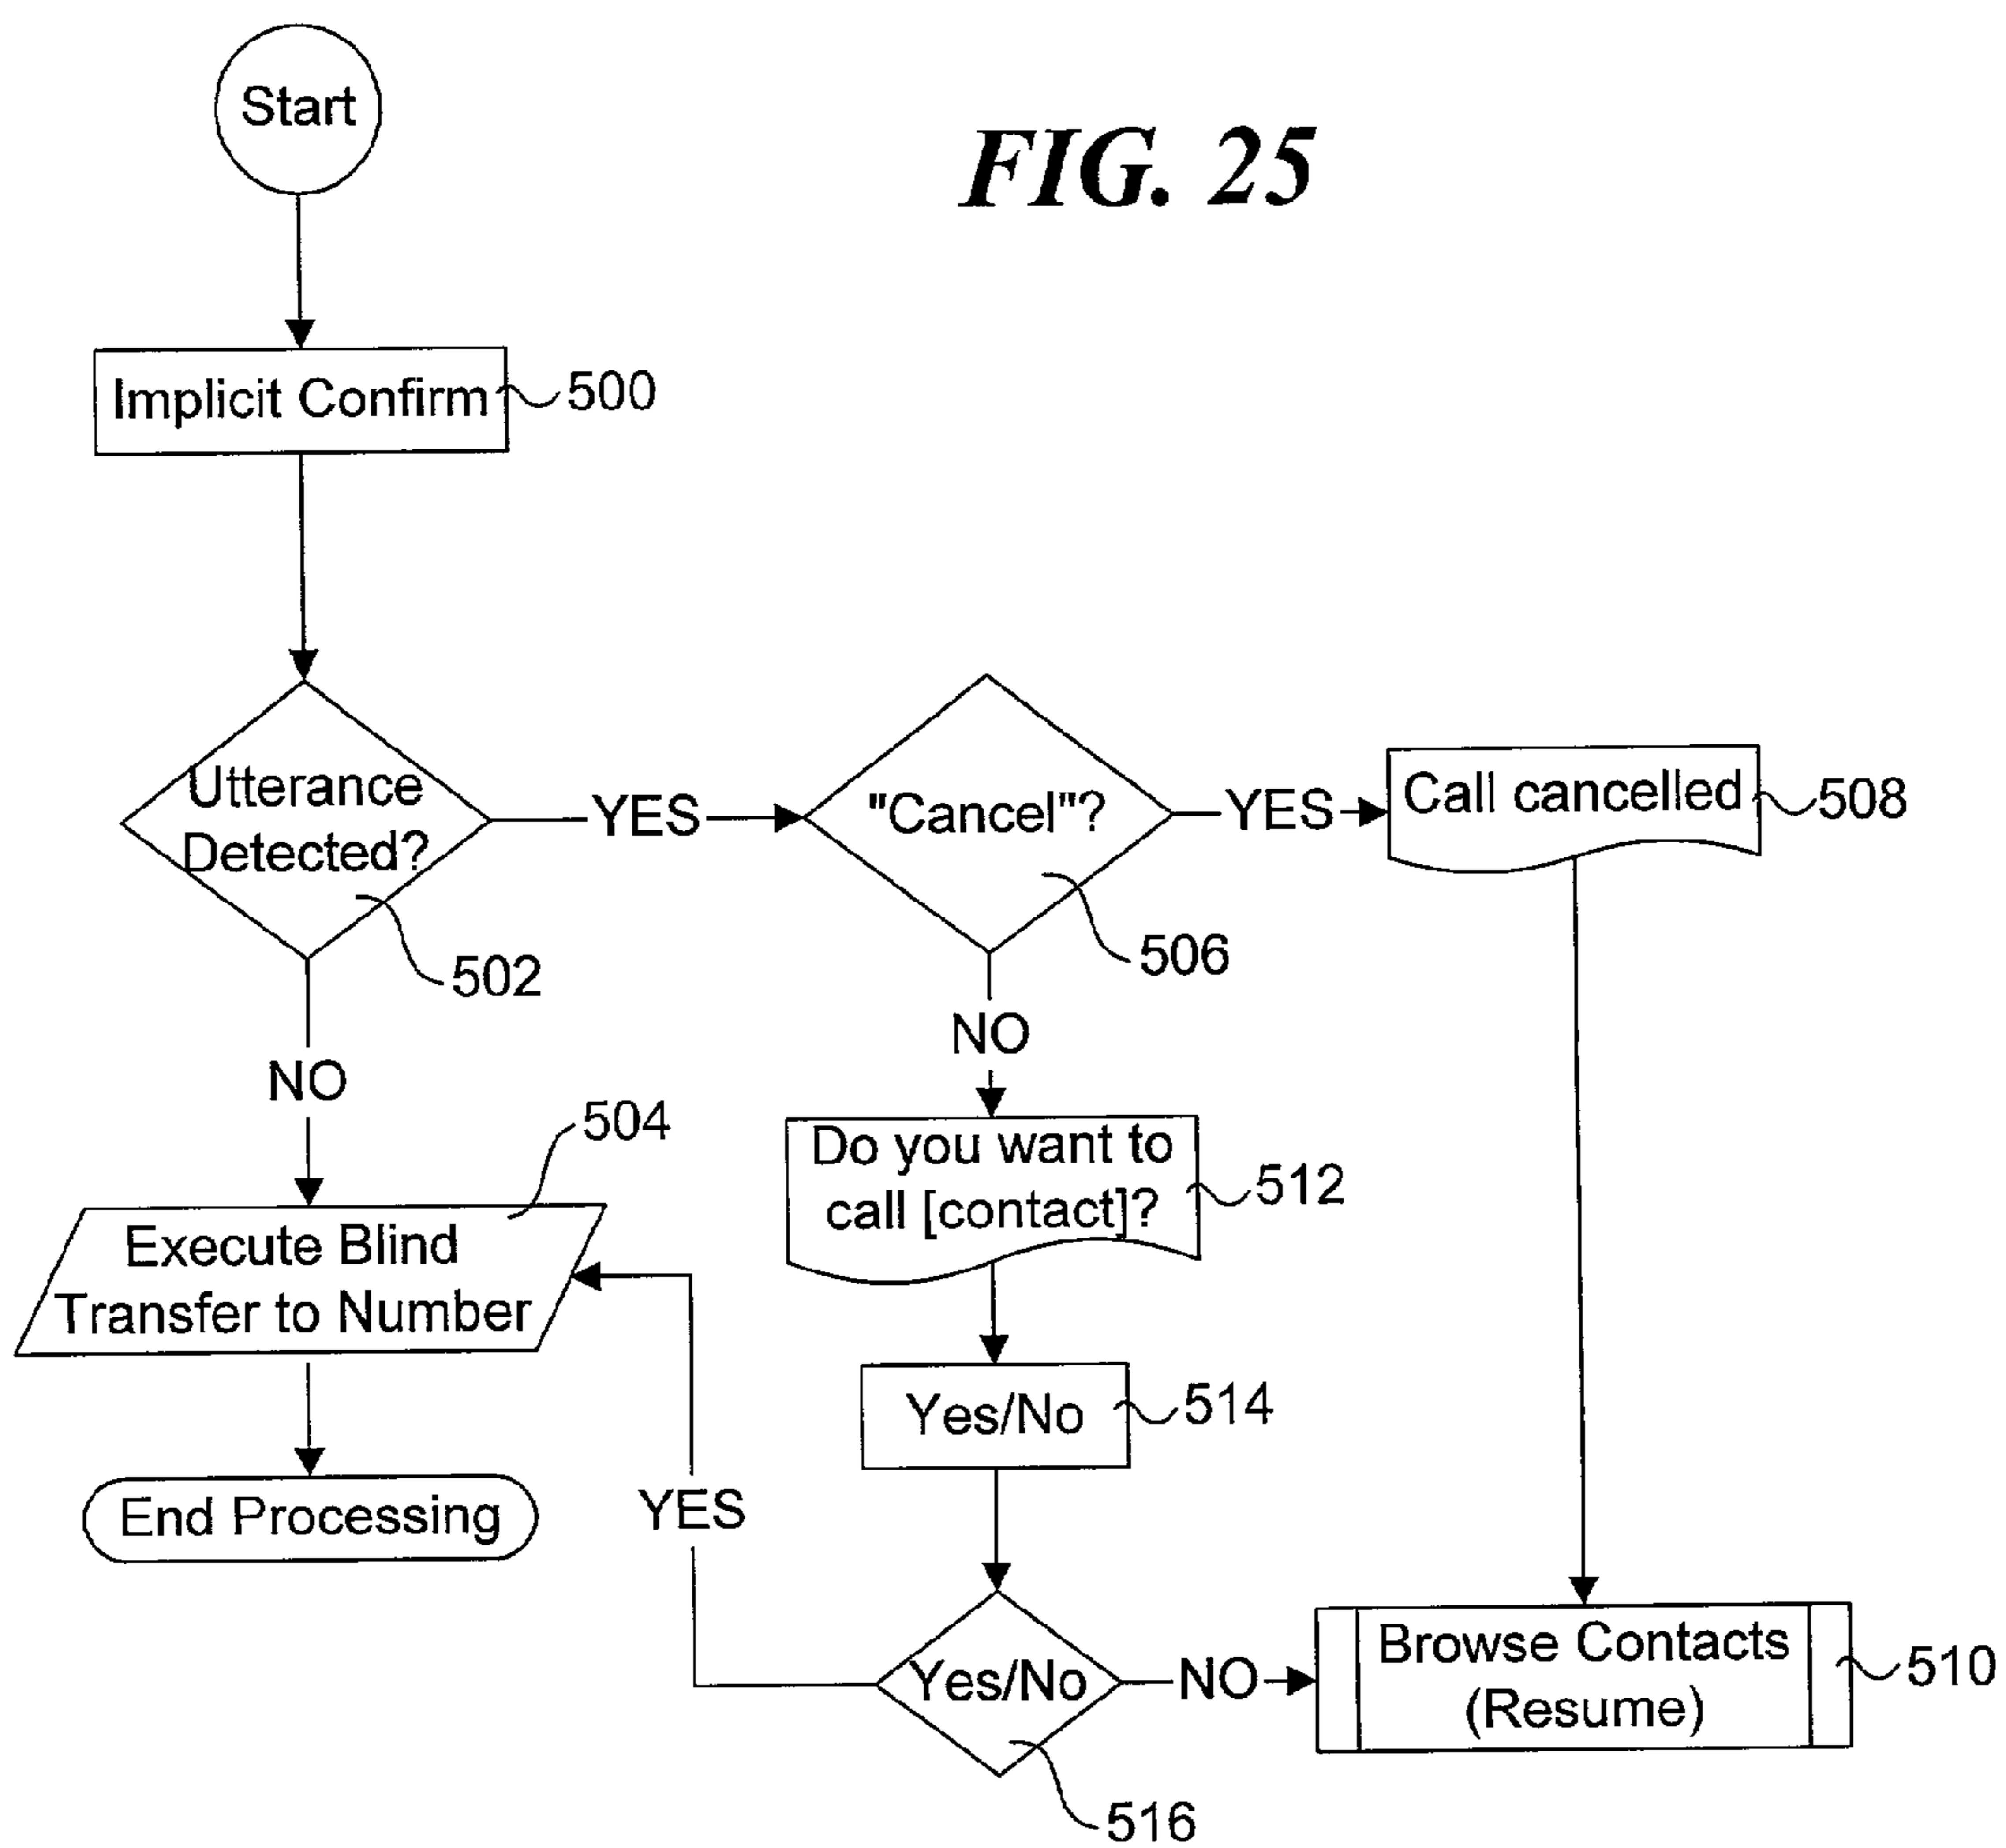 Start
FIG. 25
Implicit Confirm
500
Utterance
Detected?
502
YES
"Cancel"?
506
YES
Call cancelled
508
NO
NO
504
Execute Blind
Transfer to Number
Do you want to
call [contact]?
512
Yes/No
514
End Processing
YES
Yes/No
516
NO
Browse Contacts
(Resume)
510